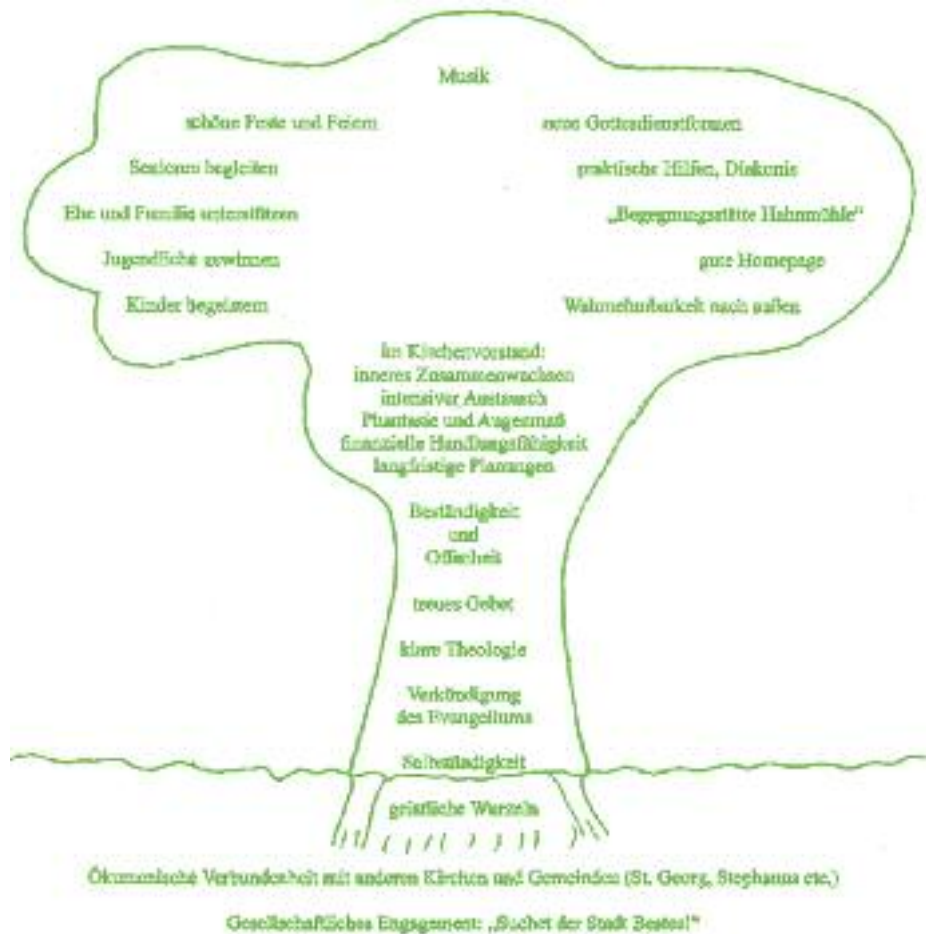 Musik
schöne Feste und Feiern
neue Gottesdienstformen
Senioren begleiten
praktische Hilfen, Diakonie
Ehe und Familie unterstützen
„Begegnungsstätte Hahnmühle“
Jugendliche gewinnen
gute Homepage
Kinder begeistern
Wahrnehmbarkeit nach außen
im Kirchenvorstand:
inneres Zusammenwachsen
intensiver Austausch
Phantasie und Augenmaß
finanzielle Handlungsfähigkeit
langfristige Planungen
Beständigkeit
und
Offenheit
treues Gebet
klare Theologie
Verkündigung
des Evangeliums
Selbständigkeit
geistliche Wurzeln
Ökumenische Verbundenheit mit anderen Kirchen und Gemeinden (St. Georg, Stephanus etc.)
Gesellschaftliches Engagement: „Suchet der Stadt Bestes!“